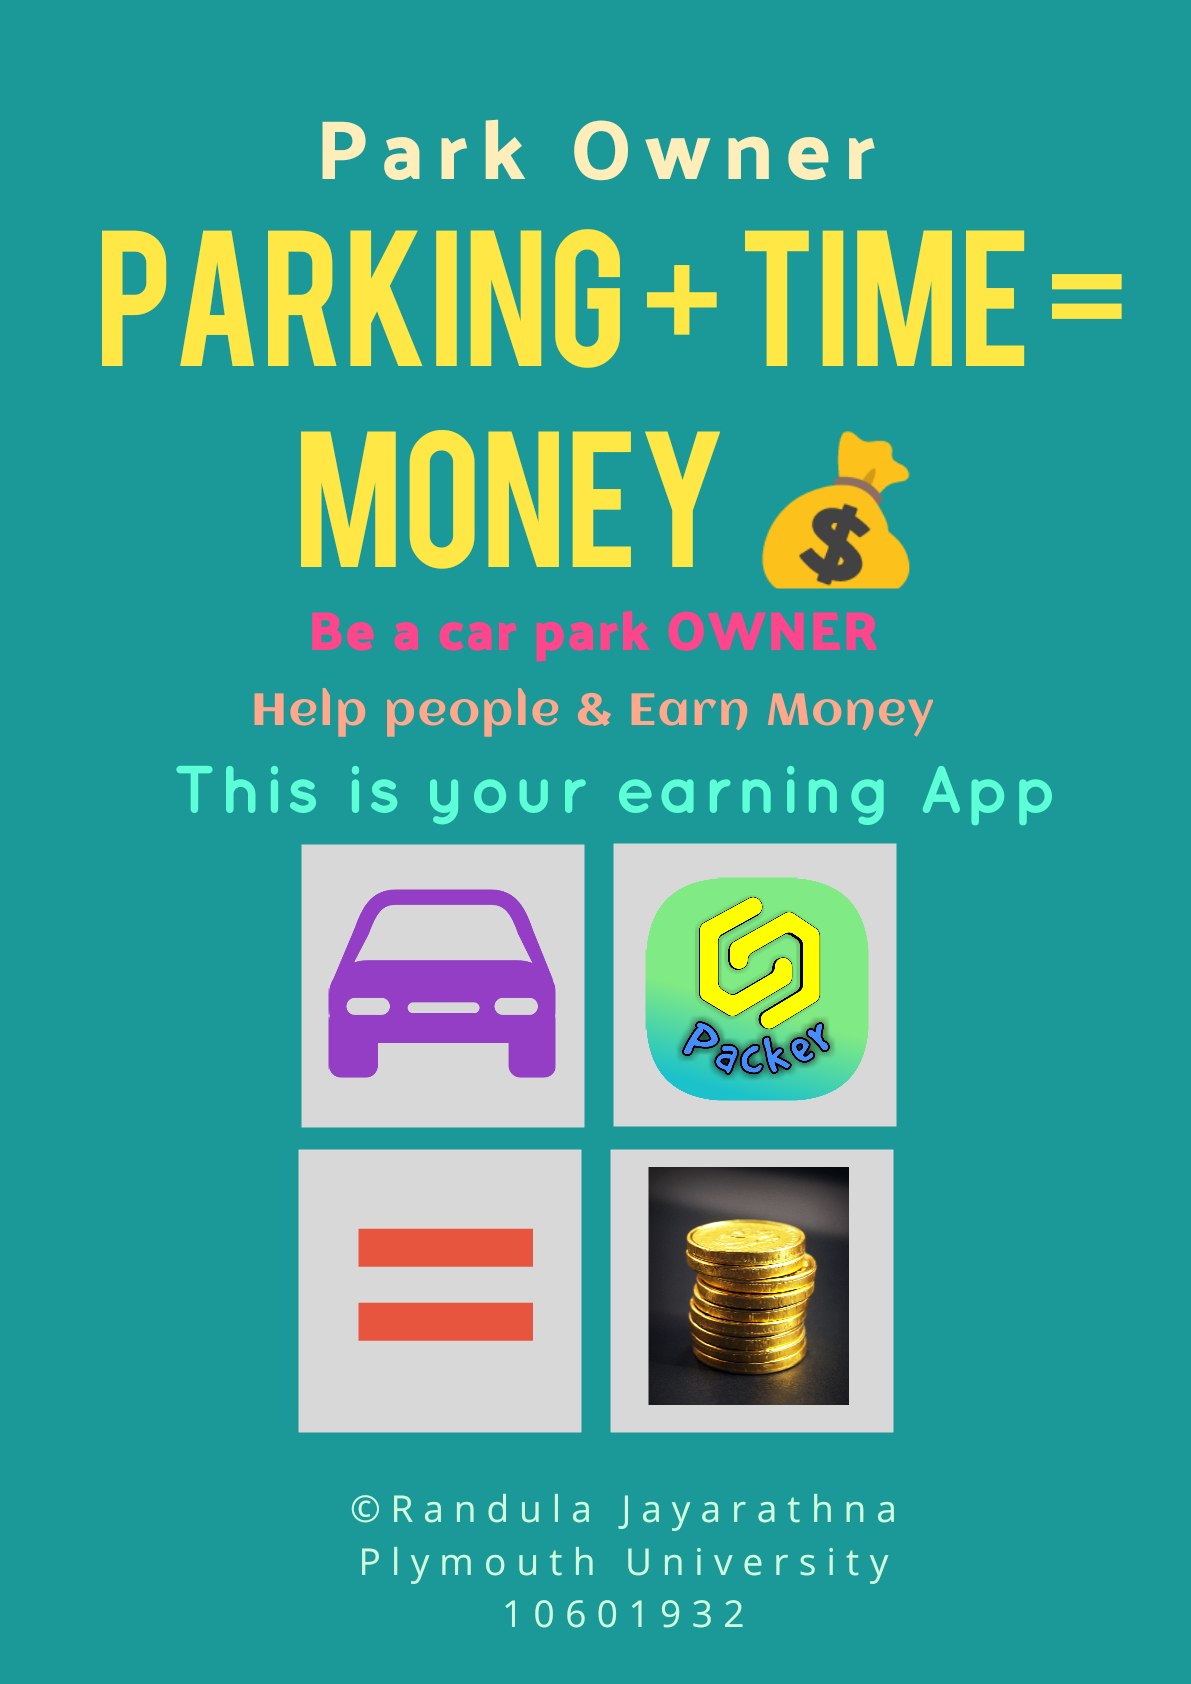 Park Owner
PARKING + TIME =
MONEY
$
Be a car park OWNER
Help people & Earn Money
This is your earning App
Packer
©Randula Jayarathna
Plymouth University
10601932